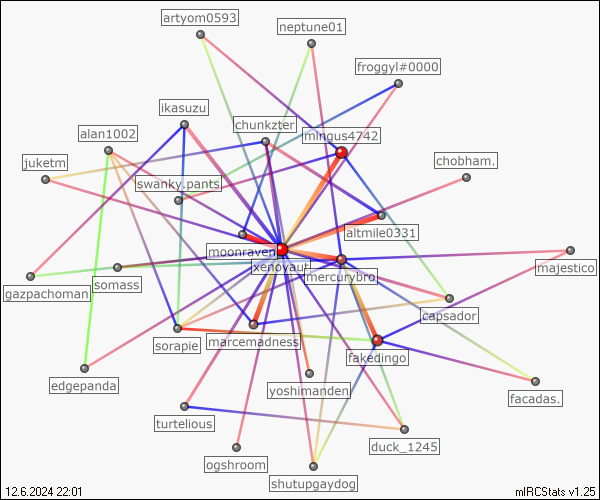 artyom0593
neptune01
froggyl#0000
ikasuzu
chunkzter
mingus4742
alan1002
juketm
chobham.
swanky.pants
altmile0331
moonraven
xenoyaur
mercurybro
majestico
gazpachoman
somass
capsador
sorapie
marcemadness
fakedingo
edgepanda
yoshimanden
facadas.
turtelious
duck_1245
ogshroom
shutupgaydog
12.6.2024 22:01
mIRCStats v1.25